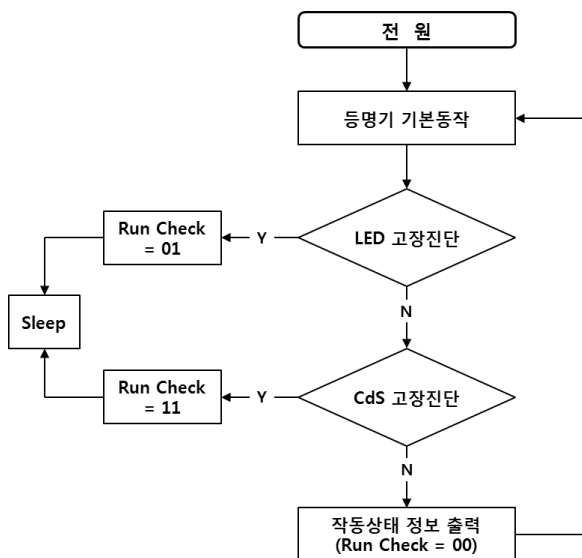 전 원
등명기 기본동작
LED 고장진단
Y
Run Check
= 01
Sleep
N
CdS 고장진단
Y
Run Check
= 11
N
작동상태 정보 출력
(Run Check = 00)